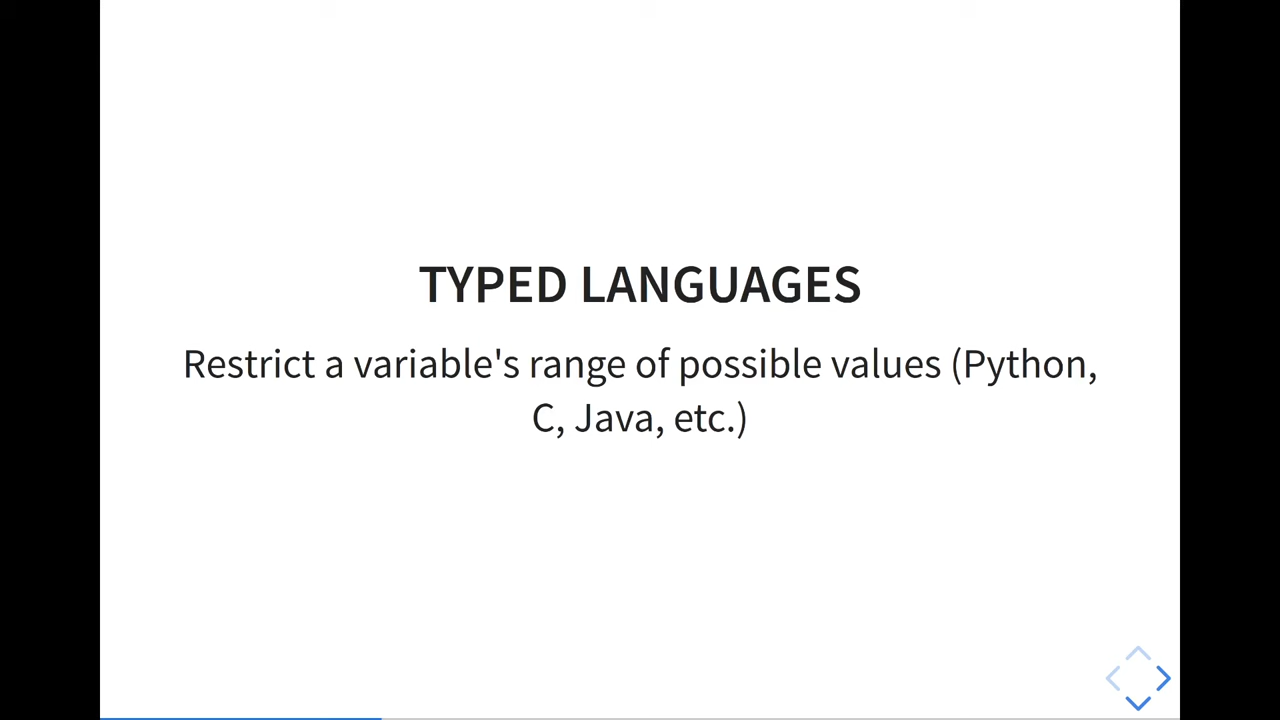 TYPED LANGUAGES
Restrict a variable's range of possible values (Python,
C, Java, etc.)